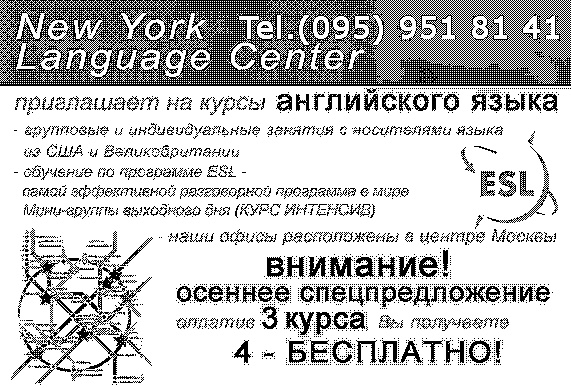 New York Tel.(095) 951 81 41
Language Center
приглашает на курсы английского языка
- групповые и индивидуальные занятия с носителями языка
из США и Великобритании
- обучение по программе ESL -
самой эффективной разговорной программе в мире
Мини-группы выходного дня (КУРС ИНТЕНСИВ)
ESL
- наши офисы расположены в центре Москвы
внимание!
осеннее спецпредложение
оплатив 3 курса Вы получаете
4 - БЕСПЛАТНО!